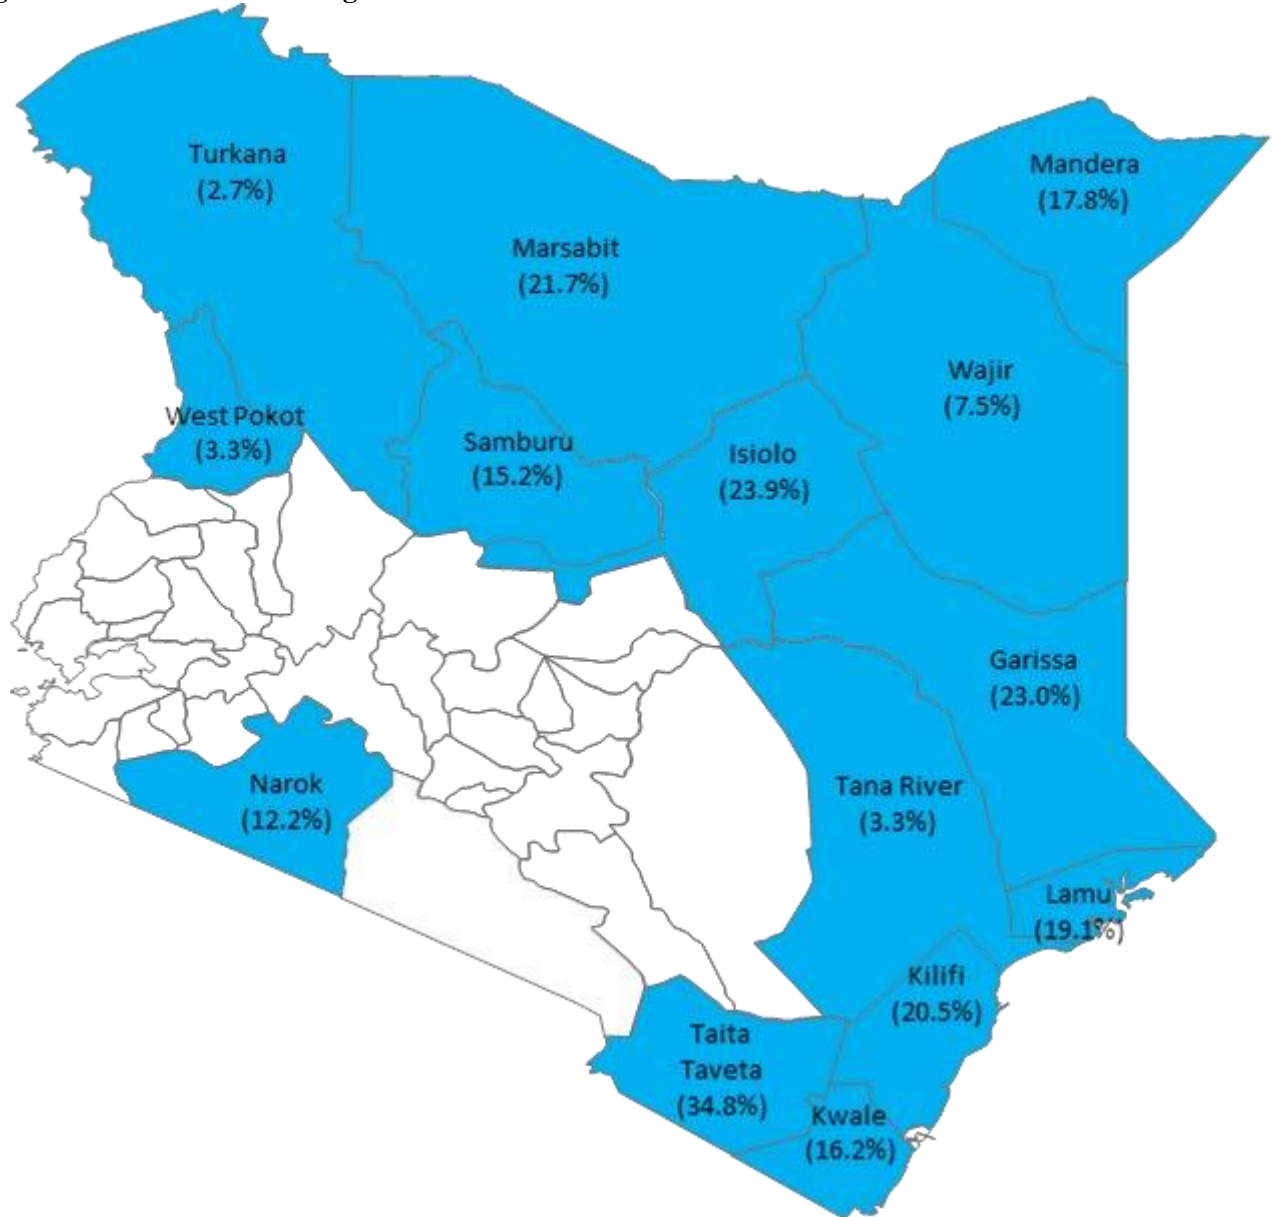 Turkana
(2.7%)
Mandera
(17.8%)
Marsabit
(21.7%)
Wajir
(7.5%)
West Pokot
(3.3%)
Samburu
(15.2%)
Isiolo
(23.9%)
Garissa
(23.0%)
Narok
(12.2%)
Tana River
(3.3%)
Lamu
(19.1%)
Kilifi
(20.5%)
Taita
Taveta
(34.8%)
Kwale
(16.2%)